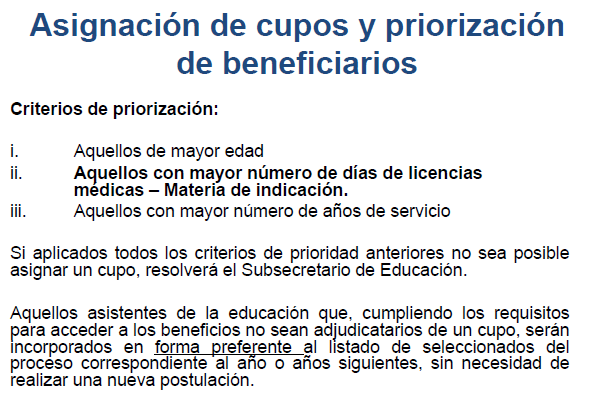 Asignación de cupos y priorización
de beneficiarios
Criterios de priorización:
i. Aquellos de mayor edad
ii. Aquellos con mayor número de días de licencias
médicas – Materia de indicación.
iii. Aquellos con mayor número de años de servicio
Si aplicados todos los criterios de prioridad anteriores no sea posible
asignar un cupo, resolverá el Subsecretario de Educación.
Aquellos asistentes de la educación que, cumpliendo los requisitos
para acceder a los beneficios no sean adjudicatarios de un cupo, serán
incorporados en forma preferente al listado de seleccionados del
proceso correspondiente al año o años siguientes, sin necesidad de
realizar una nueva postulación.